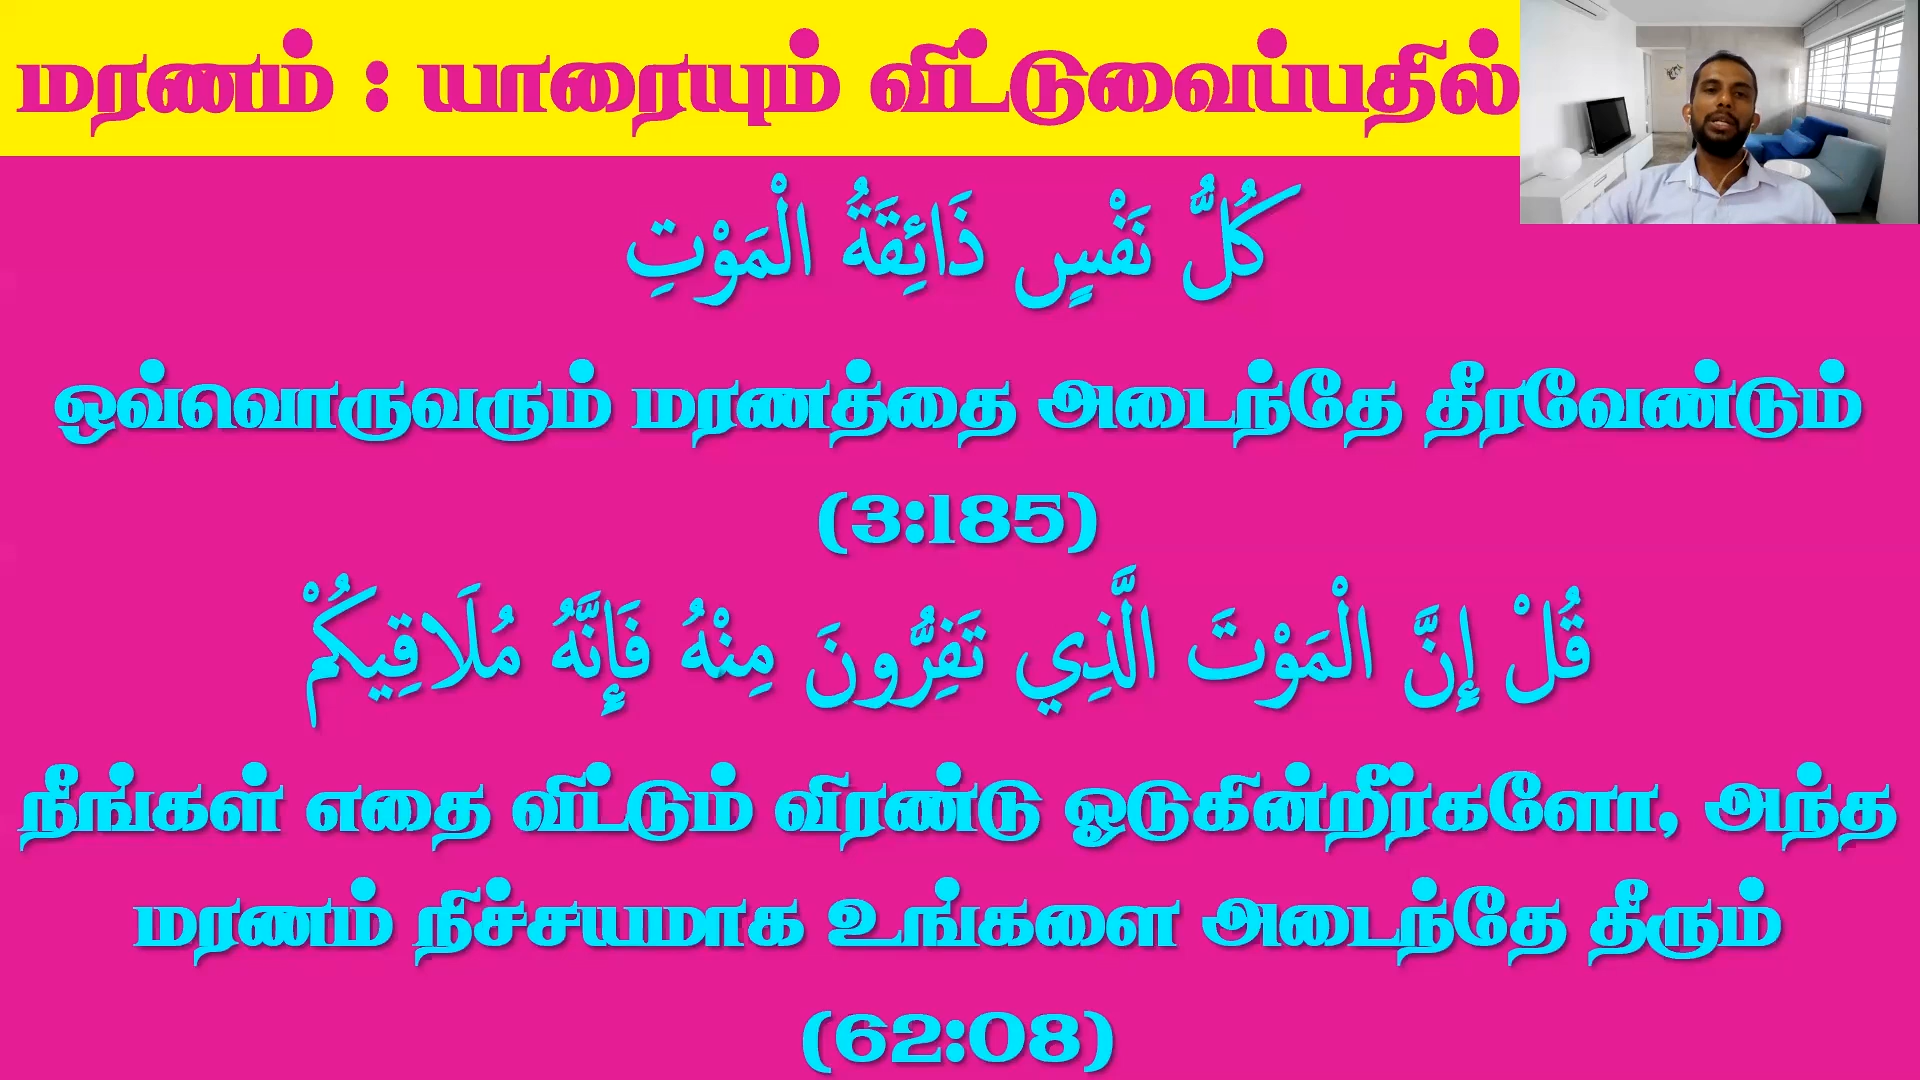 மரணம் : யாரையும் விட்டுவைப்பதில்
كُلُّ نَفْسٍ ذَائِقَةُ الْمَوْتِ
ஒவ்வொருவரும் மரணத்தை அடைந்தே தீரவேண்டும்
(3:185)
قُلْ إِنَّ الْمَوْتَ الَّذِي تَفِرُّونَ مِنْهُ فَإِنَّهُ مُلَاقِيكُمْ
நீங்கள் எதை விட்டும் விரண்டு ஓடுகின்றீர்களோ, அந்த
மரணம் நிச்சயமாக உங்களை அடைந்தே தீரும்
(62:08)